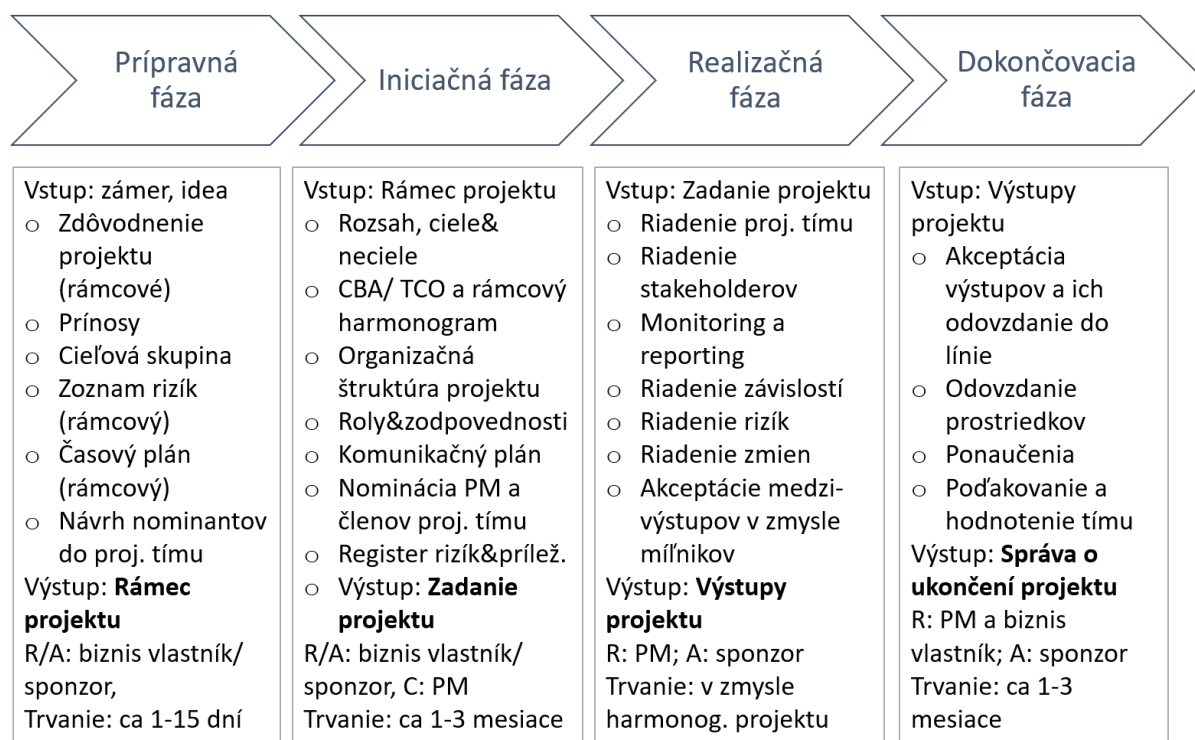 Prípravná
fáza
Iniciačná fáza
Realizačná
fáza
Dokončovacia
fáza
Vstup: zámer, idea
o Zdôvodnenie
projektu
(rámcové)
o Prínosy
o Cieľová skupina
o Zoznam rizík
(rámcový)
o Časový plán
(rámcový)
o Návrh nominantov
do proj. tímu
Výstup: Rámec
projektu
R/A: biznis vlastník/
sponzor,
Trvanie: ca 1-15 dní
Vstup: Rámec projektu
o Rozsah, ciele&
neciele
o CBA/ TCO a rámcový
harmonogram
o Organizačná
štruktúra projektu
o Roly&zodpovednosti
o Komunikačný plán
o Nominácia PM a
členov proj. tímu
o Register rizík&prílež.
o Výstup: Zadanie
projektu
R/A: biznis vlastník/
sponzor, C: PM
Trvanie: ca 1-3 mesiace
Vstup: Zadanie projektu
o Riadenie proj. tímu
o Riadenie
stakeholderov
o Monitoring a
reporting
o Riadenie závislostí
o Riadenie rizík
o Riadenie zmien
o Akceptácie medzi-
výstupov v zmysle
míľnikov
Výstup: Výstupy
projektu
R: PM; A: sponzor
Trvanie: v zmysle
harmonog. projektu
Vstup: Výstupy
projektu
o Akceptácia
výstupov a ich
odovzdanie do
línie
o Odovzdanie
prostriedkov
o Ponaučenia
o Poďakovanie a
hodnotenie tímu
Výstup: Správa o
ukončení projektu
R: PM a biznis
vlastník; A: sponzor
Trvanie: ca 1-3
mesiace